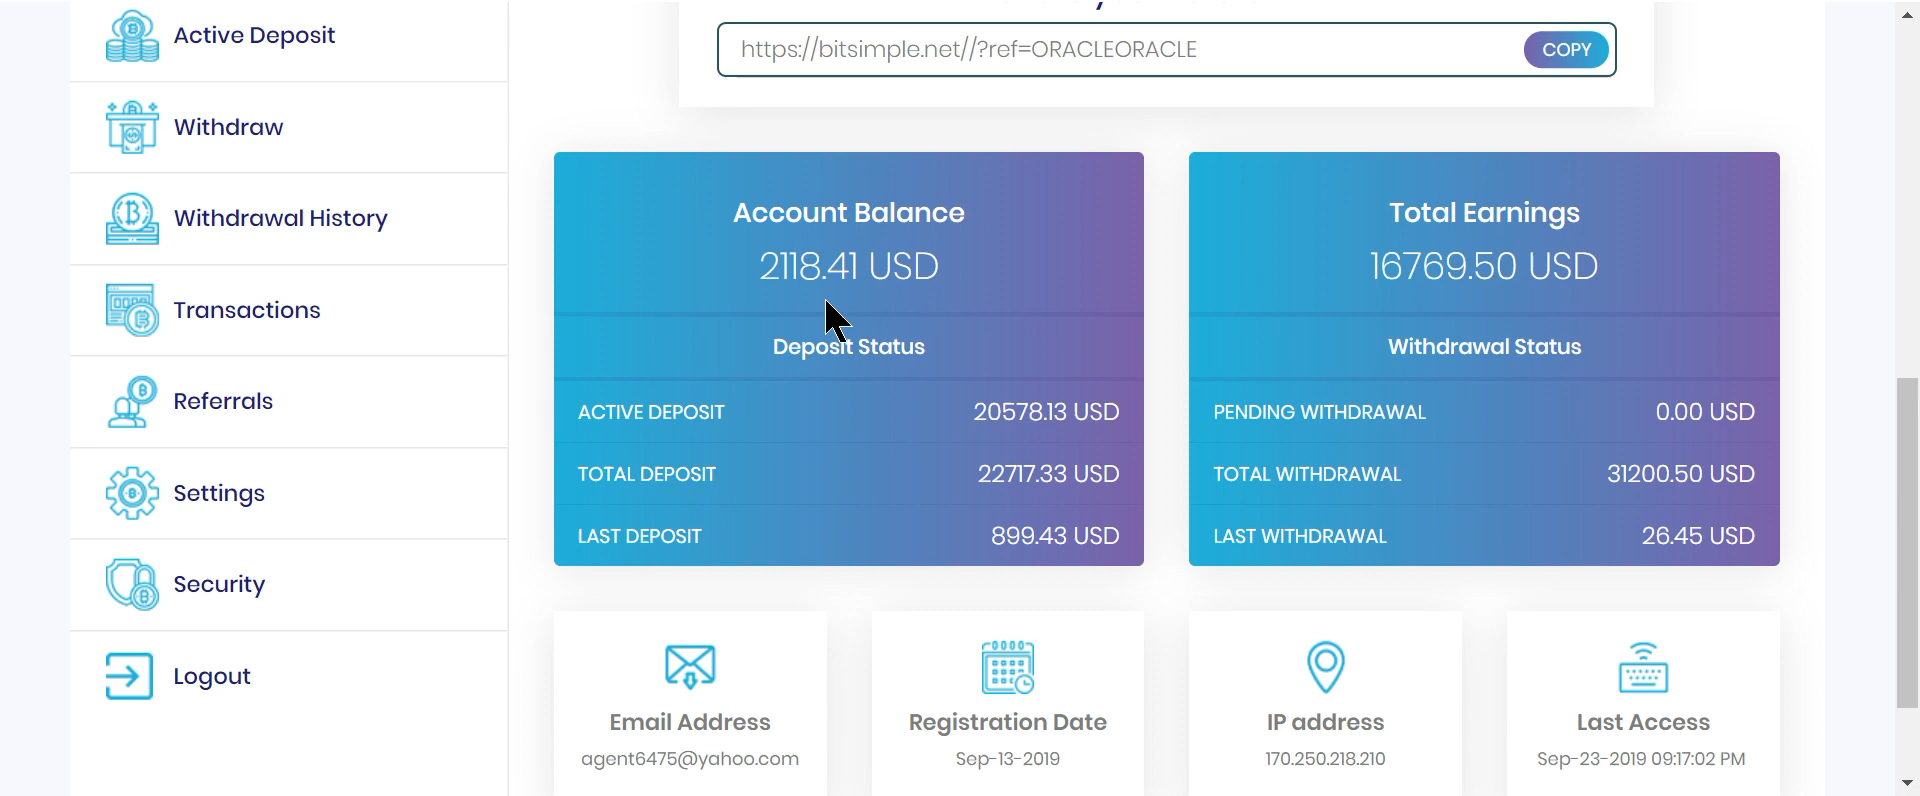 Active Deposit
Withdraw
Withdrawal History
Transactions
Referrals
Settings
Security
Logout
https://bitsimple.net//?ref=ORACLEORACLE
COPY
Account Balance
2118.41 USD
Deposit Status
ACTIVE DEPOSIT 20578.13 USD
TOTAL DEPOSIT 22717.33 USD
LAST DEPOSIT 899.43 USD
Total Earnings
16769.50 USD
Withdrawal Status
PENDING WITHDRAWAL 0.00 USD
TOTAL WITHDRAWAL 31200.50 USD
LAST WITHDRAWAL 26.45 USD
Email Address
agent6475@yahoo.com
Registration Date
Sep-13-2019
IP address
170.250.218.210
Last Access
Sep-23-2019 09:17:02 PM